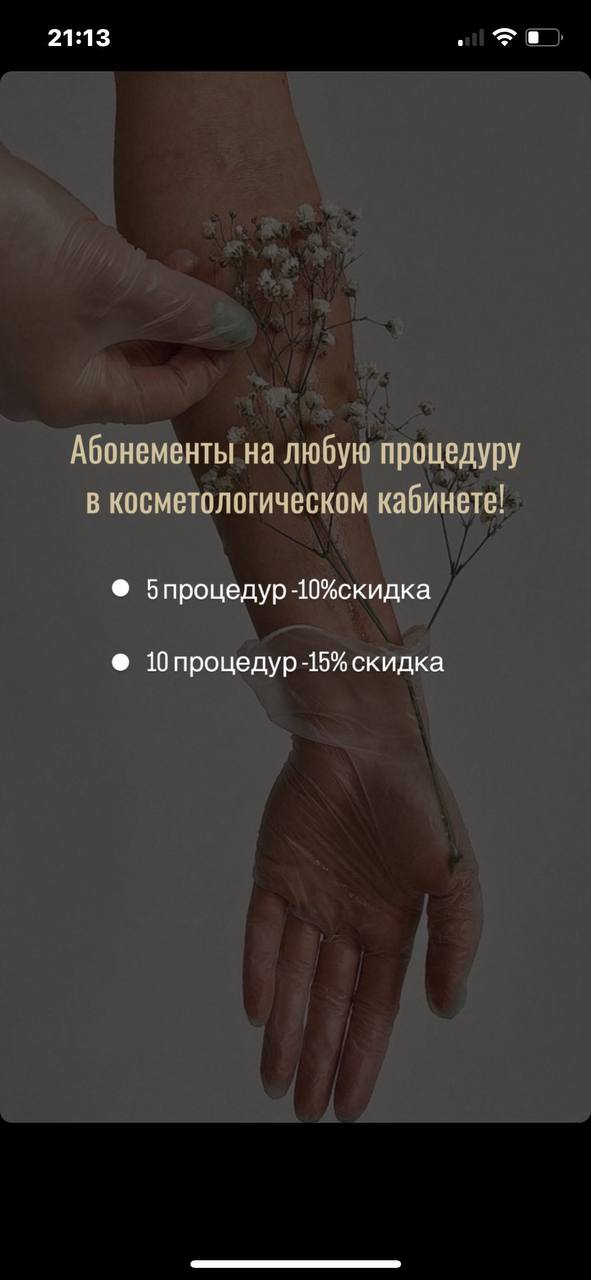 21:13
Абонементы на любую процедуру
в косметологическом кабинете!
5 процедур -10%скидка
10 процедур -15% скидка